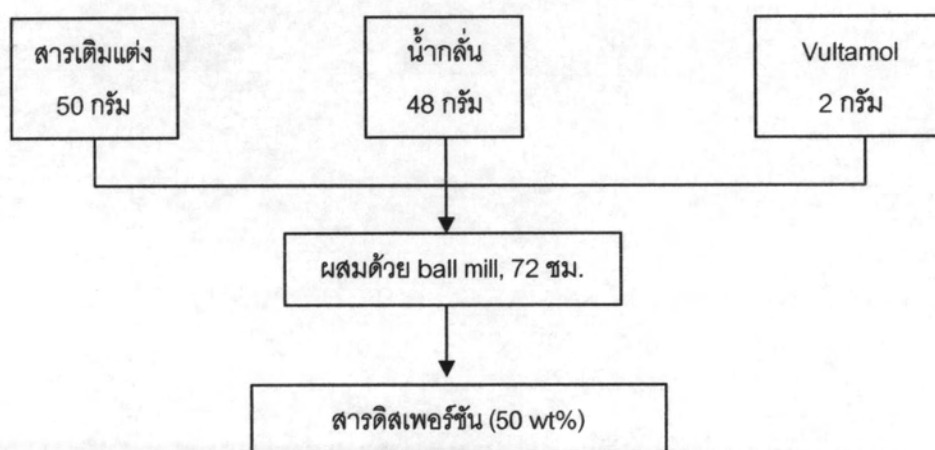 สารเติมแต่ง
50 กรัม
น้ำกลั่น
48 กรัม
Vultamol
2 กรัม
ผสมด้วย ball mill, 72 ชม.
สารดิสเพอร์ชัน (50 wt%)